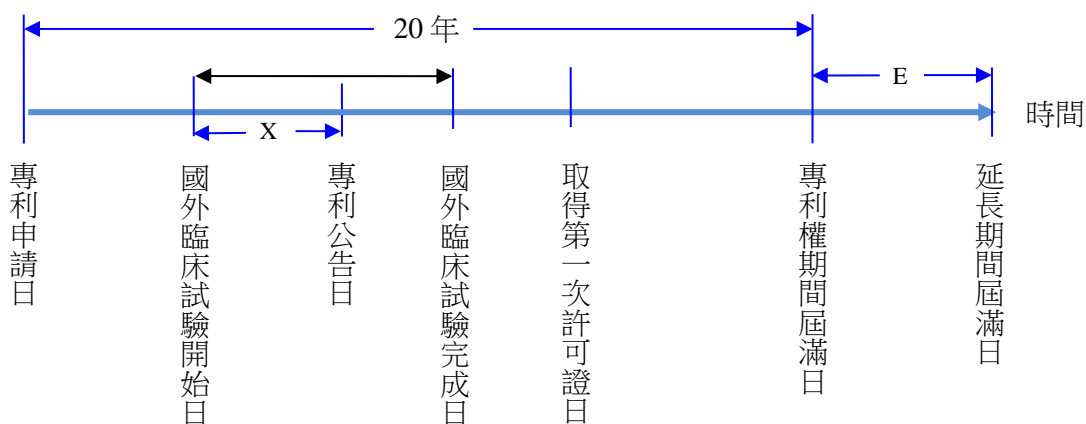 20 年
E
時間
X
專利申請日
國外臨床試驗開始日
專利公告日
國外臨床試驗完成日
取得第一次許可證日
專利權期間屆滿日
延長期間屆滿日